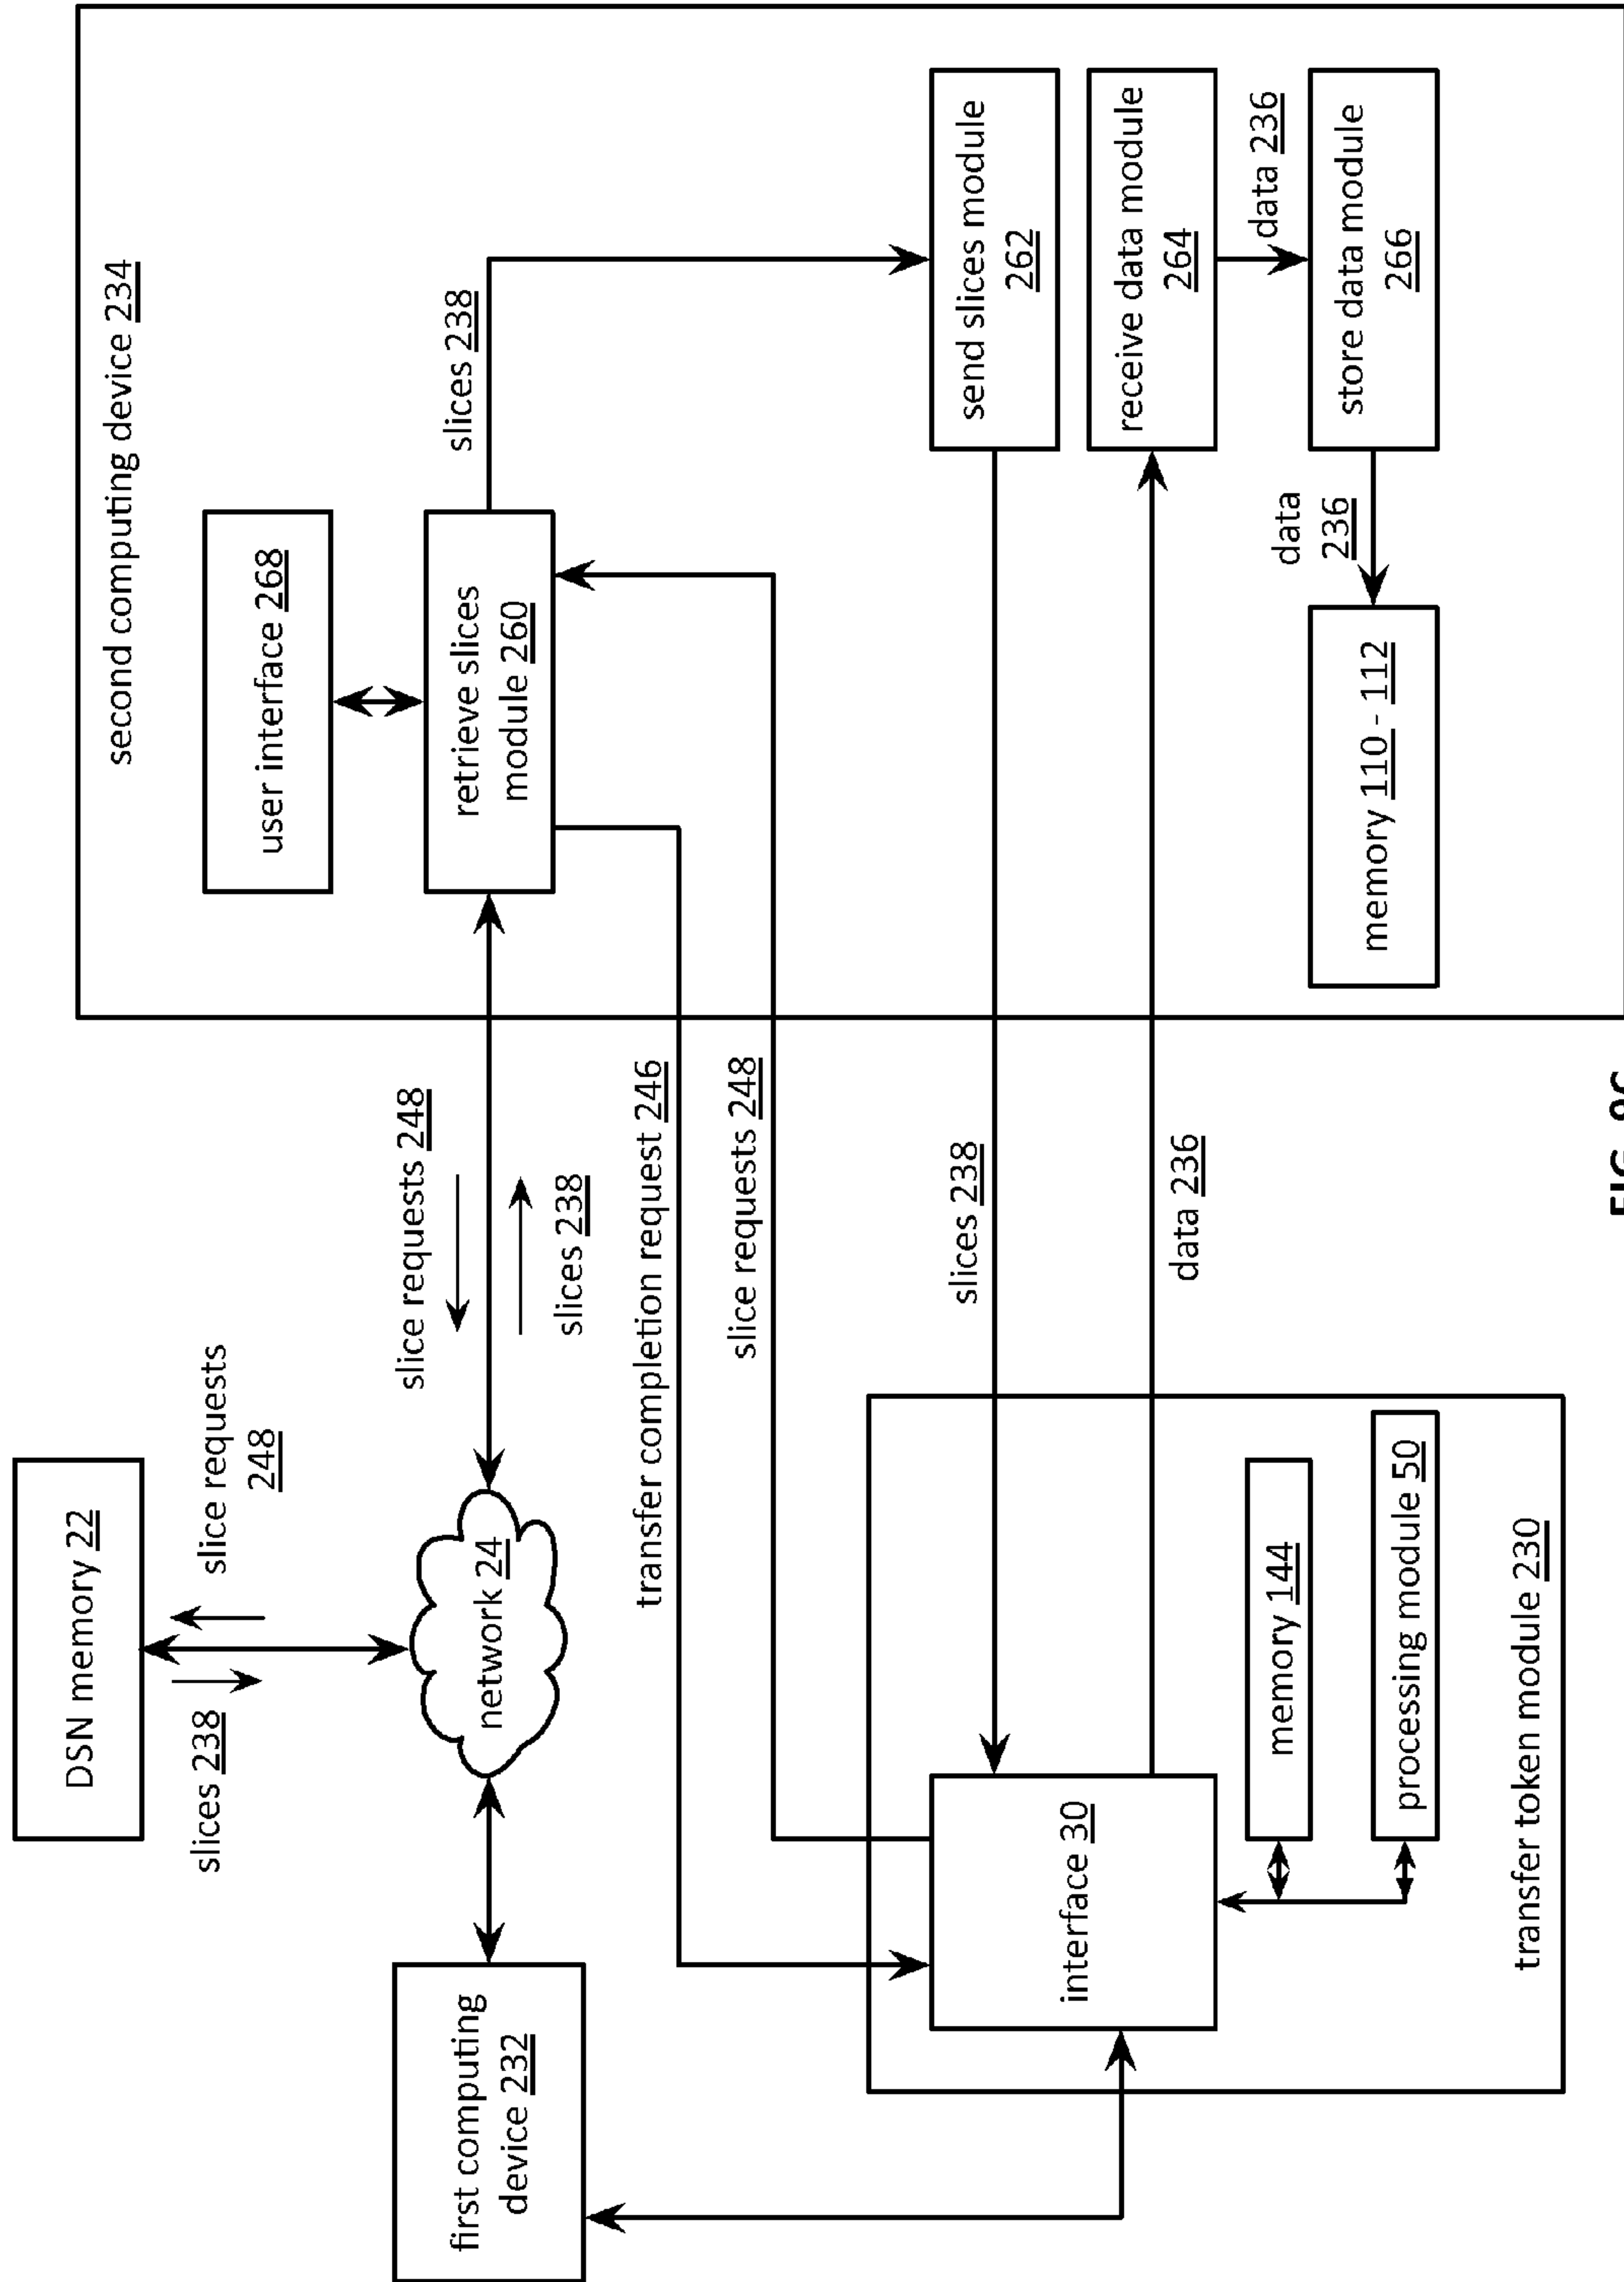 DSN memory 22
slices 238
slice requests
248
first computing
device 232
network 24
slice requests 248
slices 238
transfer completion request 246
slice requests 248
slices 238
data 236
interface 30
memory 144
processing module 50
transfer token module 230
second computing device 234
user interface 268
retrieve slices
module 260
slices 238
send slices module
262
receive data module
264
data 236
store data module
266
data
236
memory 110 - 112